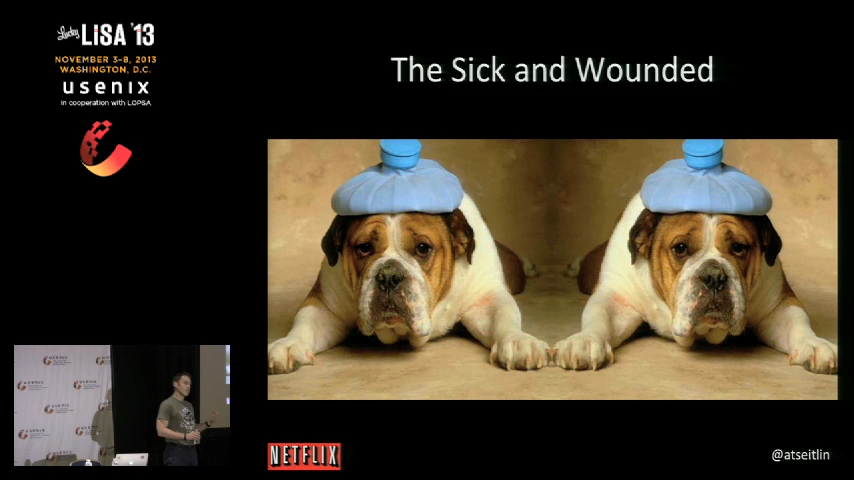 Lucky LISA '13
NOVEMBER 3–8, 2013
WASHINGTON, D.C.
usenix
in cooperation with LOPSA
The Sick and Wounded
NETFLIX
@atseitlin